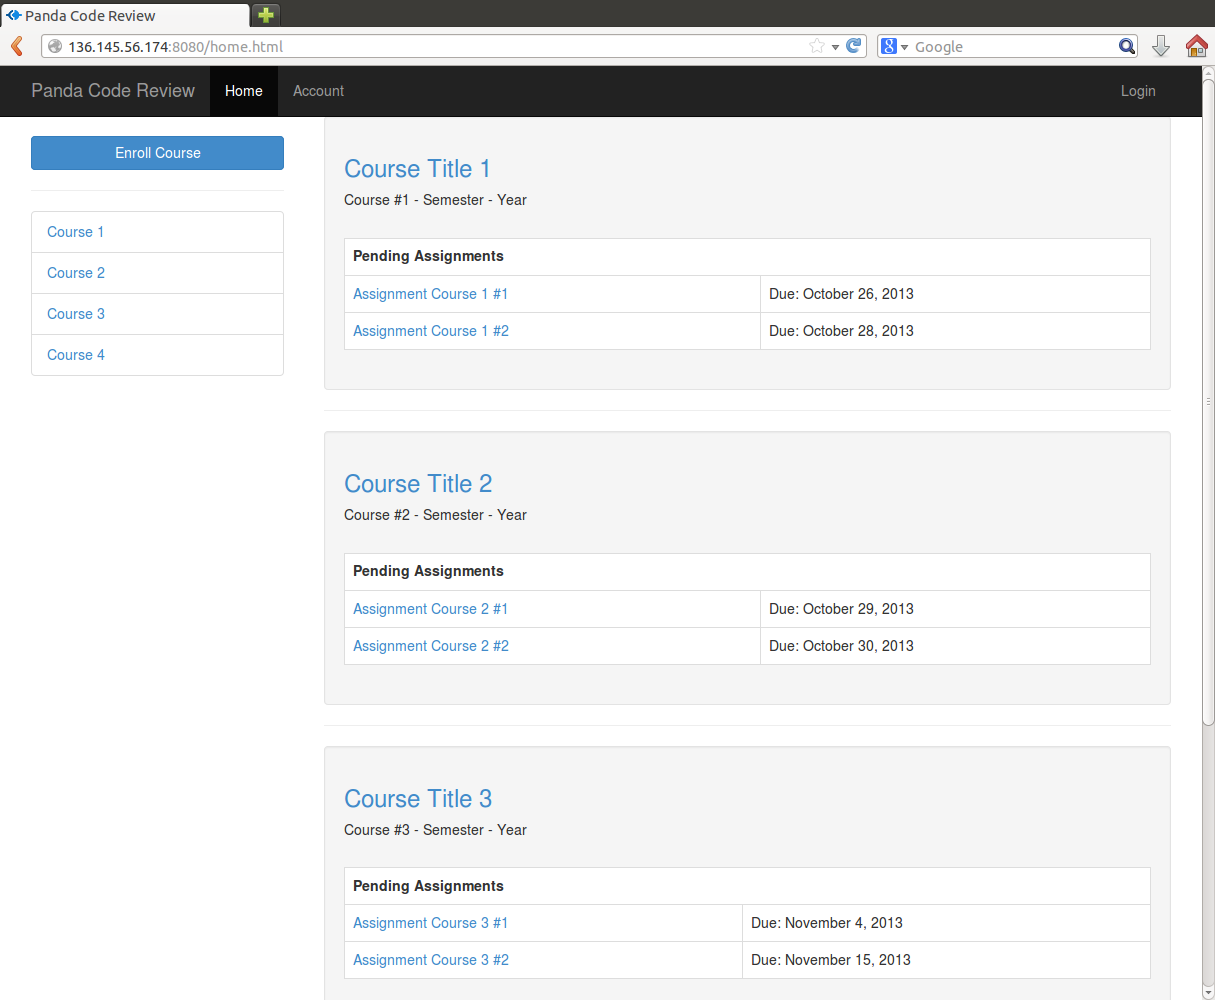 Panda Code Review
136.145.56.174:8080/home.html
Google
Panda Code Review Home Account Login
Enroll Course
Course 1
Course 2
Course 3
Course 4
Course Title 1
Course #1 - Semester - Year
Pending Assignments
Assignment Course 1 #1 Due: October 26, 2013
Assignment Course 1 #2 Due: October 28, 2013
Course Title 2
Course #2 - Semester - Year
Pending Assignments
Assignment Course 2 #1 Due: October 29, 2013
Assignment Course 2 #2 Due: October 30, 2013
Course Title 3
Course #3 - Semester - Year
Pending Assignments
Assignment Course 3 #1 Due: November 4, 2013
Assignment Course 3 #2 Due: November 15, 2013